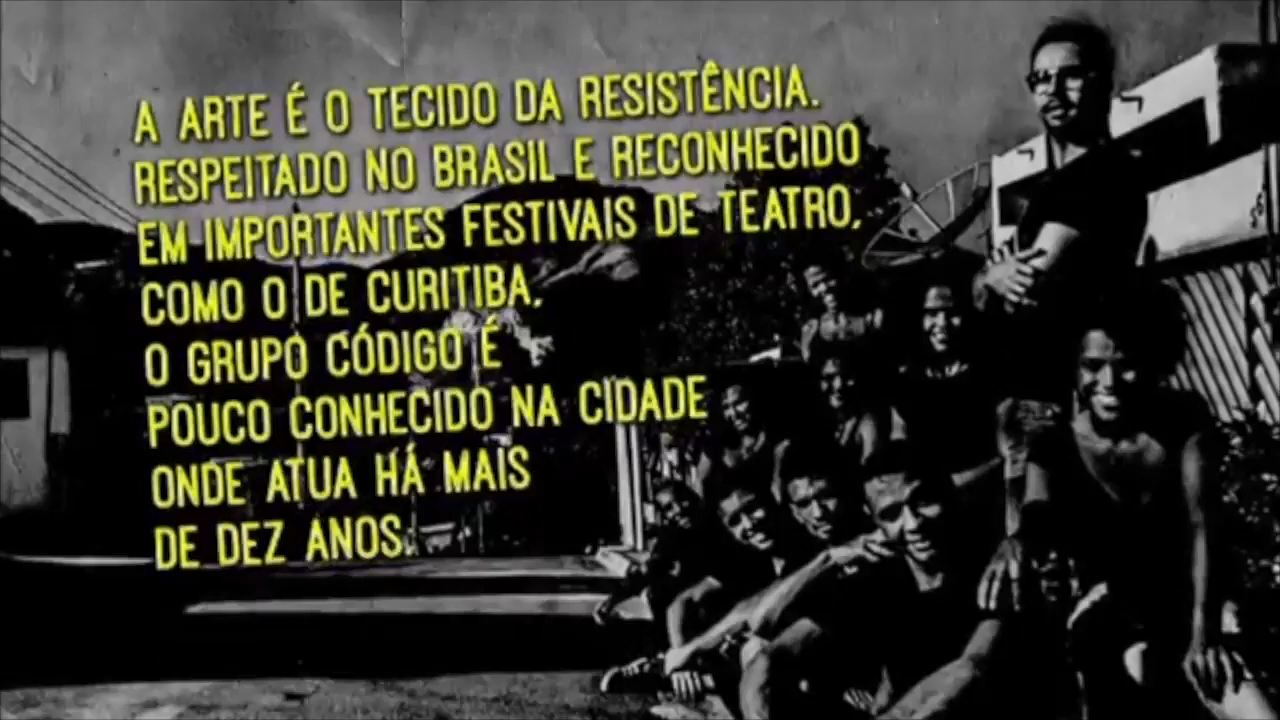 A ARTE É O TECIDO DA RESISTÊNCIA.
RESPEITADO NO BRASIL E RECONHECIDO
EM IMPORTANTES FESTIVAIS DE TEATRO,
COMO O DE CURITIBA,
O GRUPO CÓDIGO É
POUCO CONHECIDO NA CIDADE
ONDE ATUA HÁ MAIS
DE DEZ ANOS.